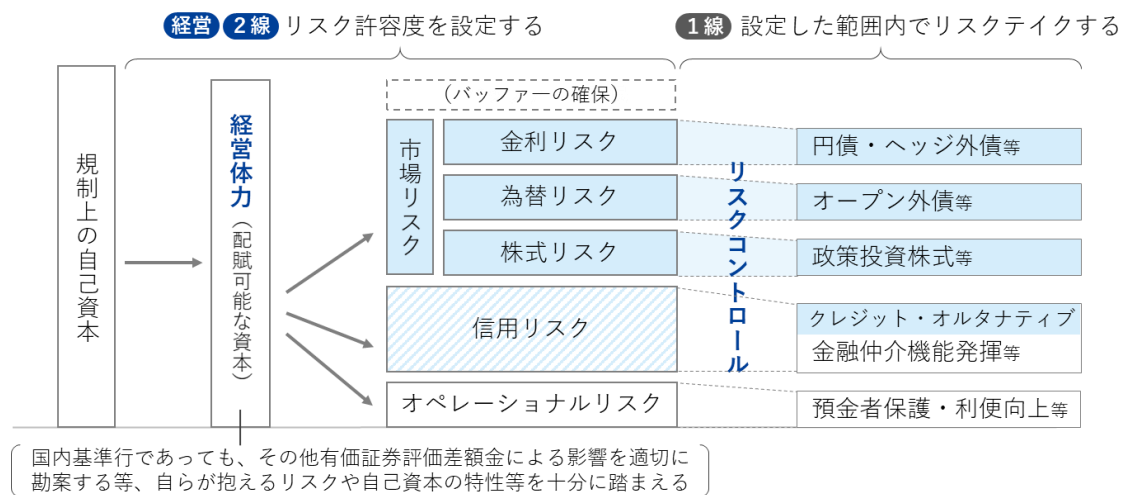 経営 2線 リスク許容度を設定する
1線 設定した範囲内でリスクテイクする
規制上の自己資本
経営体力
(配賦可能な資本)
(バッファーの確保)
市場リスク
金利リスク
為替リスク
株式リスク
信用リスク
オペレーショナルリスク
リスクコントロール
円債・ヘッジ外債等
オープン外債等
政策投資株式等
クレジット・オルタナティブ
金融仲介機能発揮等
預金者保護・利便向上等
国内基準行であっても、その他有価証券評価差額金による影響を適切に
勘案する等、自らが抱えるリスクや自己資本の特性等を十分に踏まえる